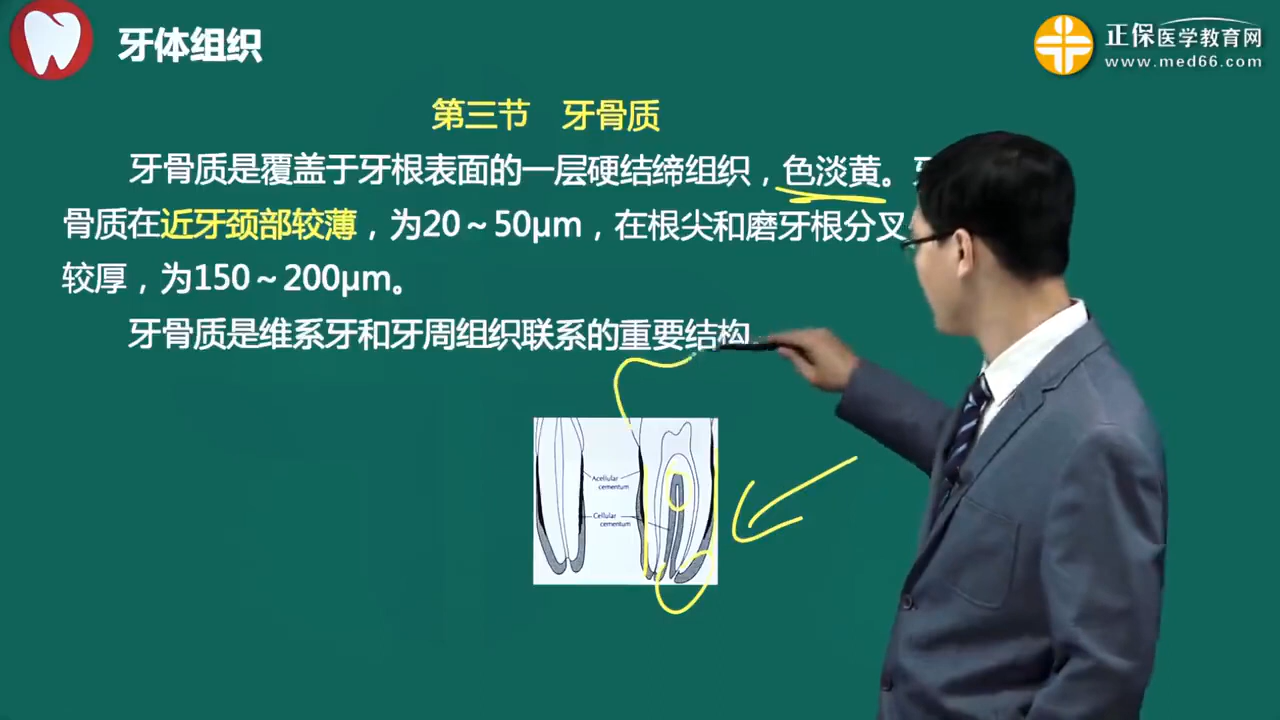 牙体组织
正保医学教育网
www.med66.com
第三节 牙骨质
牙骨质是覆盖于牙根表面的一层硬结缔组织，色淡黄。
骨质在近牙颈部较薄，为20～50μm，在根尖和磨牙根分叉
较厚，为150～200μm。
牙骨质是维系牙和牙周组织联系的重要结构
Acellular
cementum
Cellular
cementum